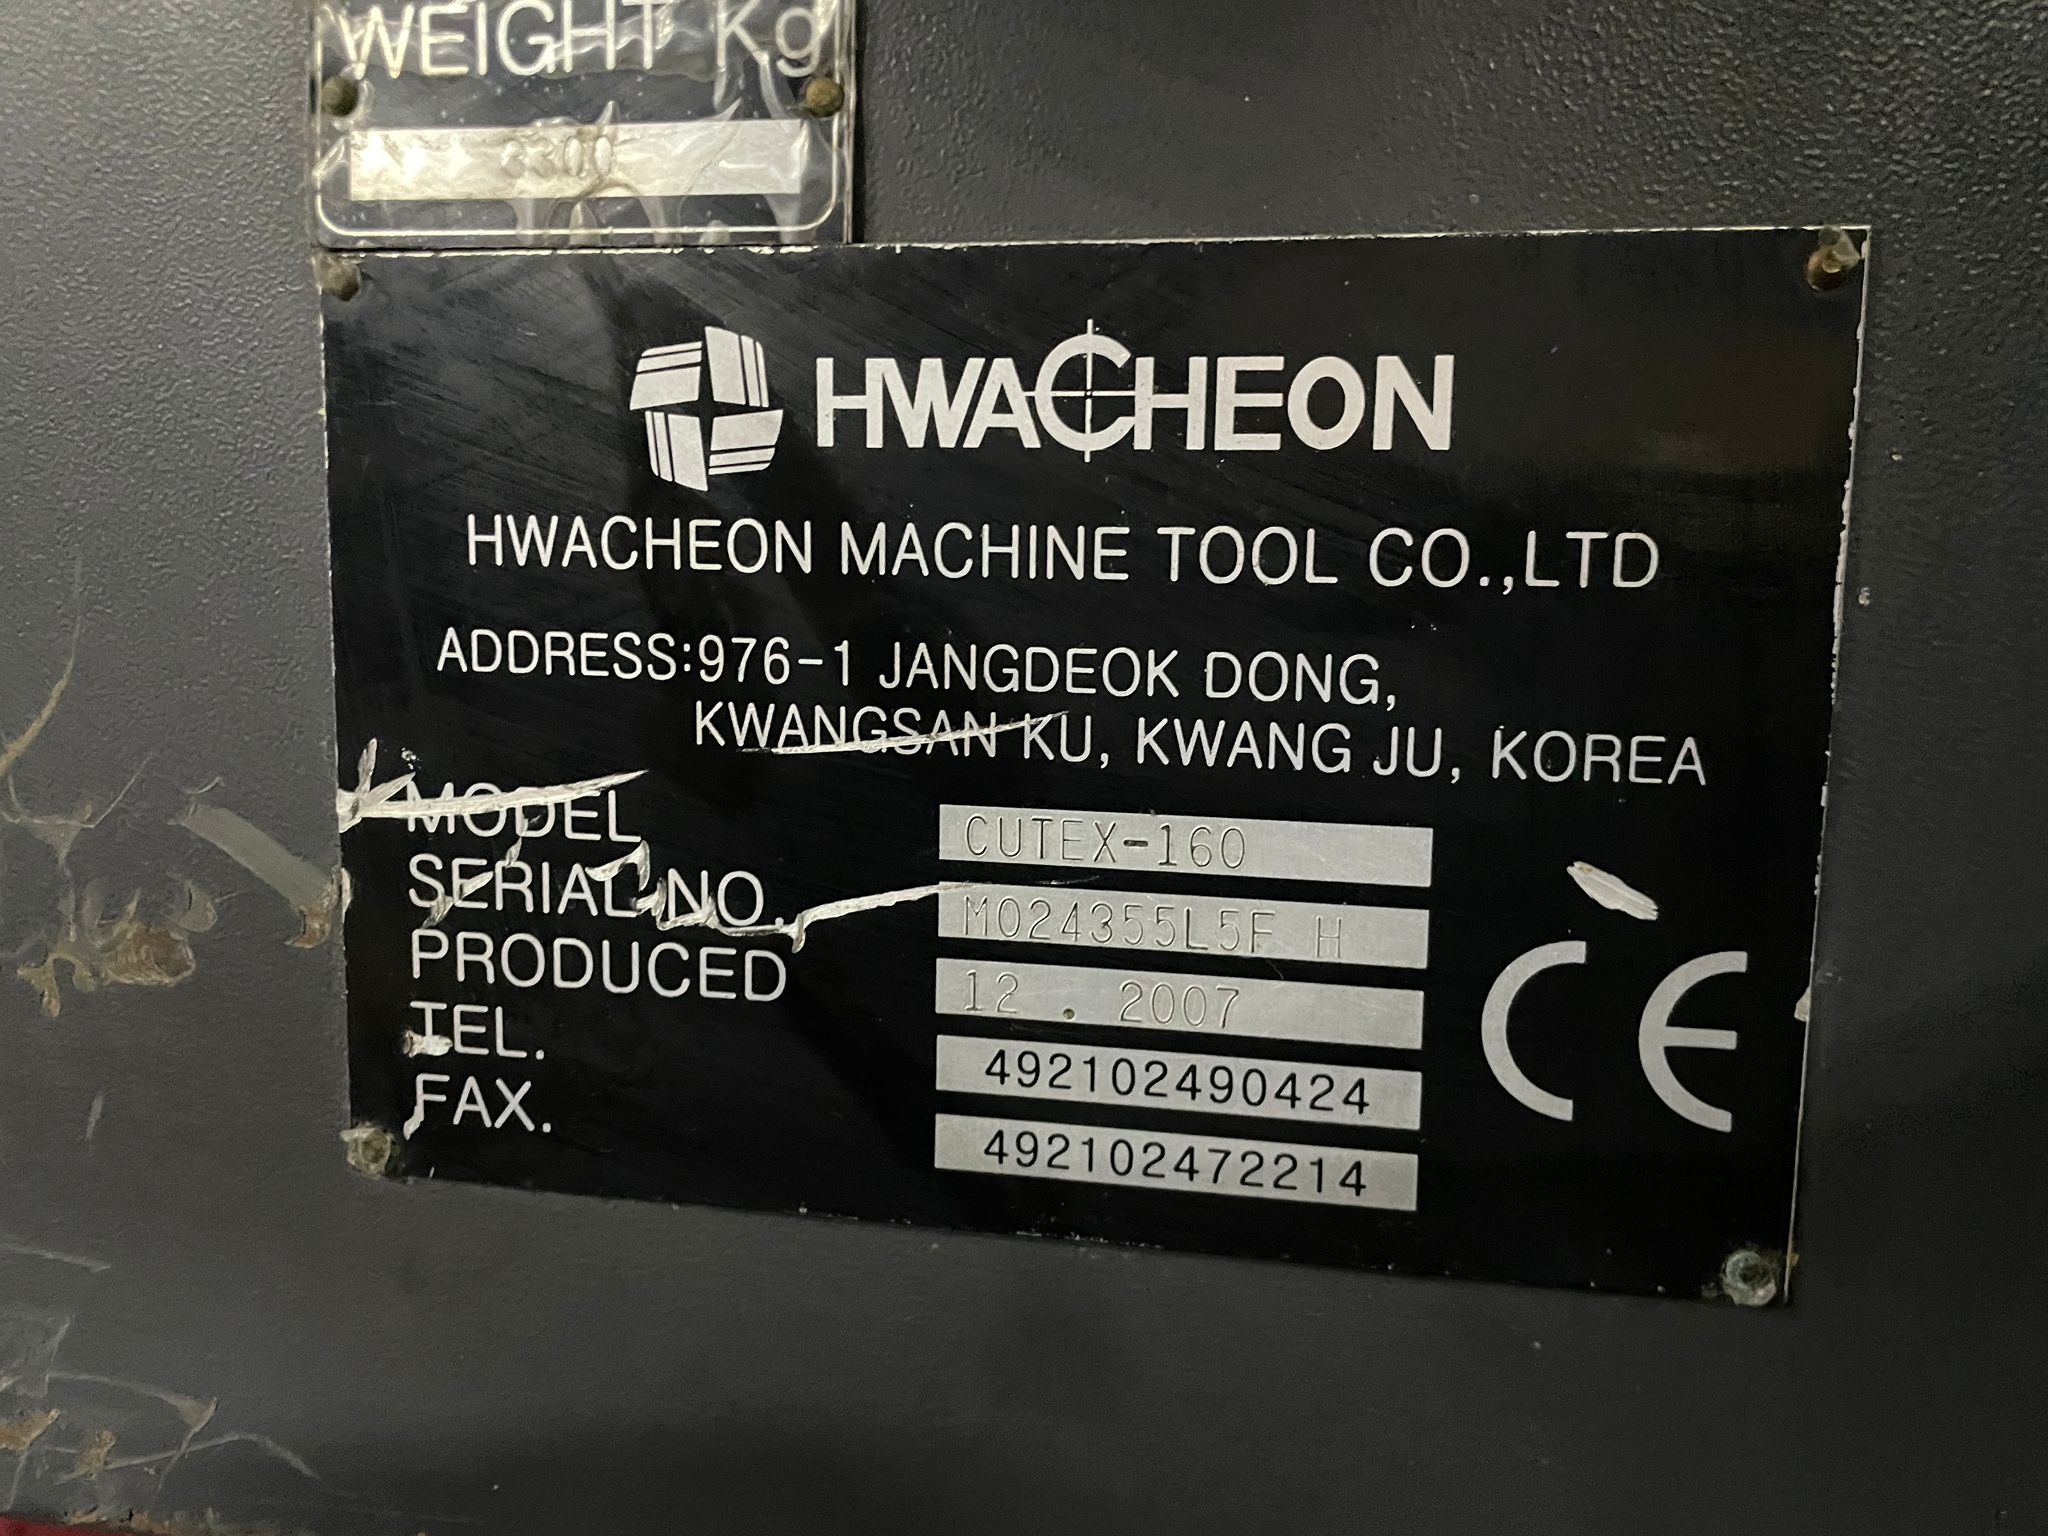 WEIGHT Kg
3300
HWACHEON
HWACHEON MACHINE TOOL CO.,LTD
ADDRESS:976-1 JANGDEOK DONG,
KWANGSAN KU, KWANG JU, KOREA
MODEL CUTEX-160
SERIAL NO. M024355L5F H
PRODUCED 12 . 2007
TEL. 492102490424
FAX. 492102472214
CE